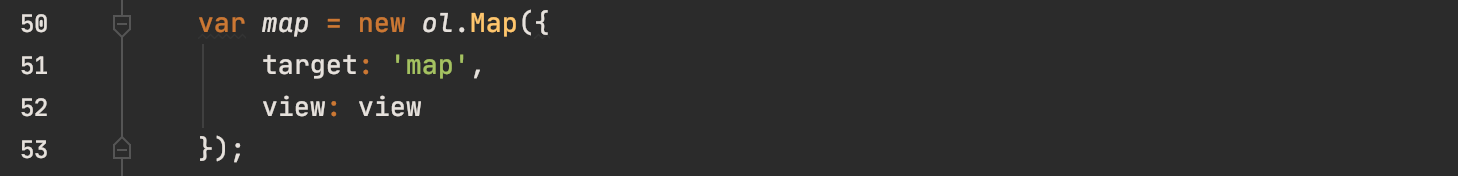 50 var map = new ol.Map({
51 target: 'map',
52 view: view
53 });